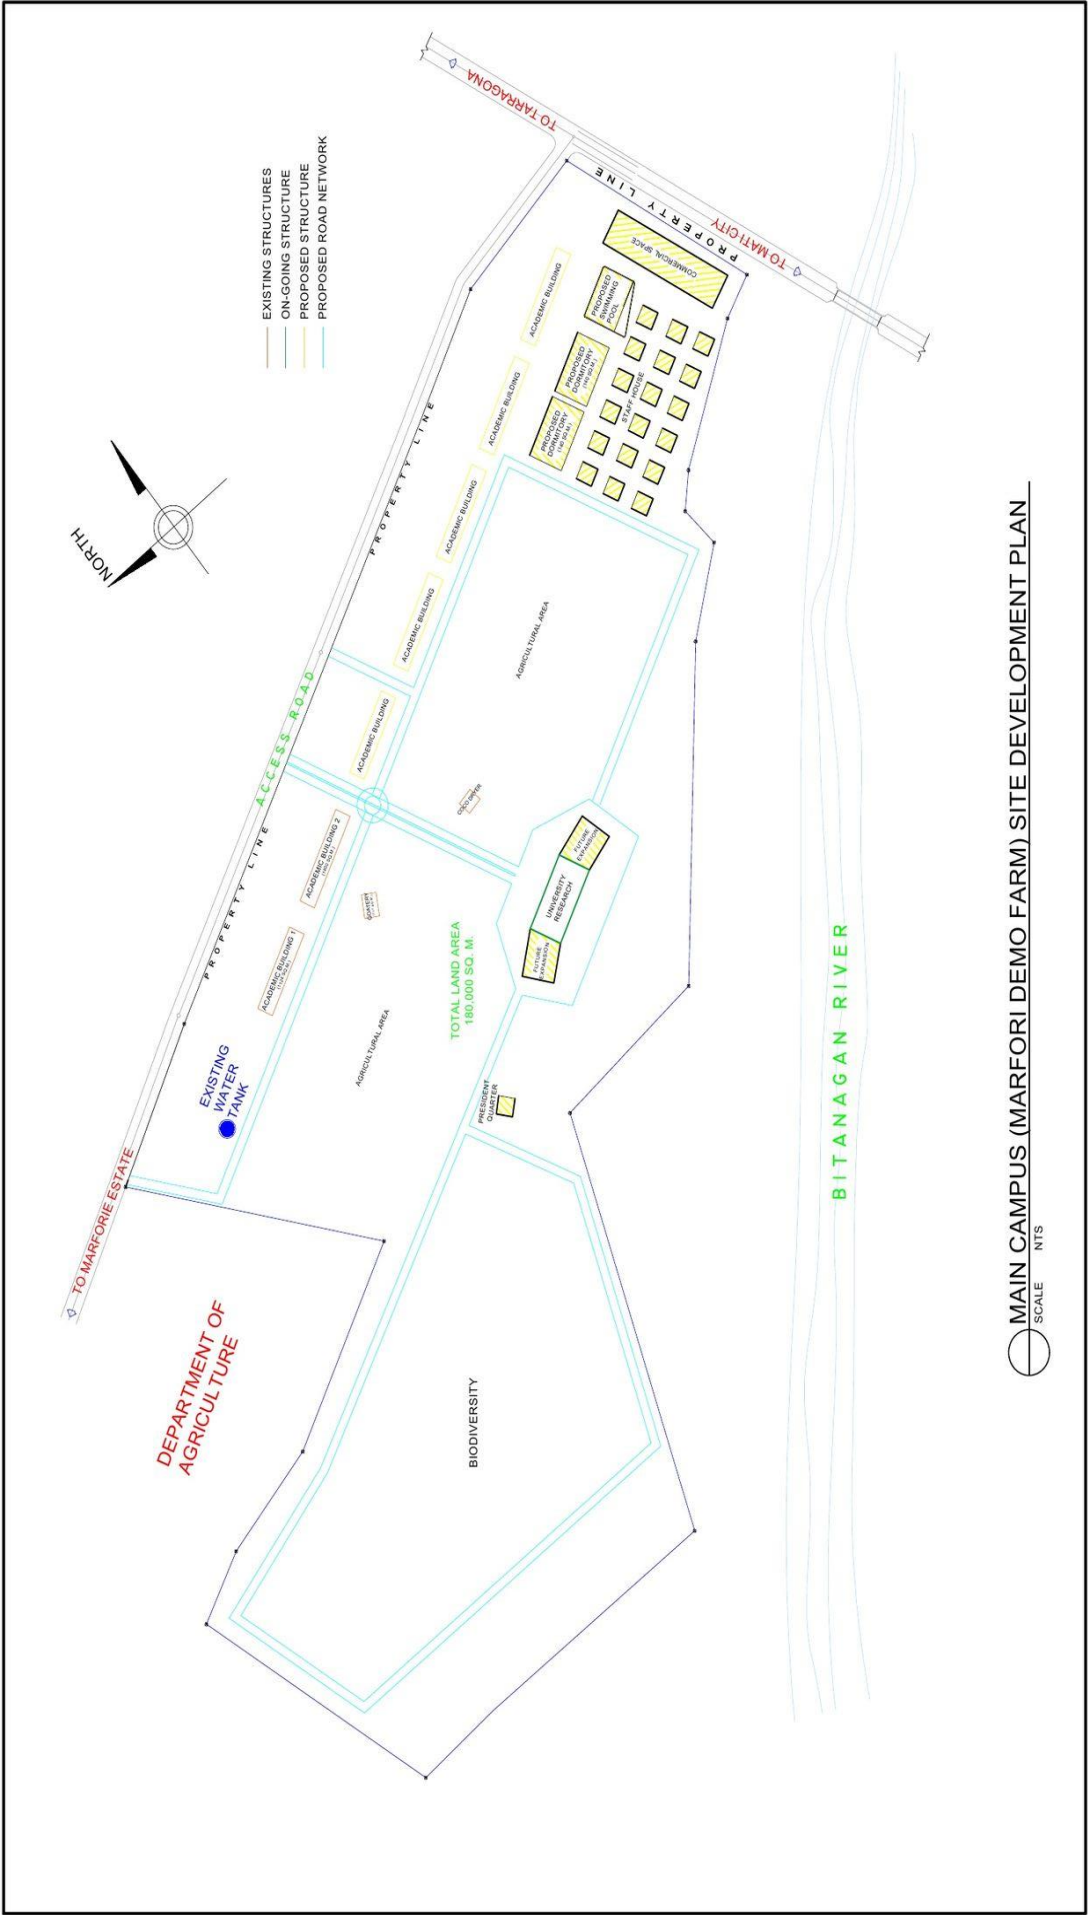 NORTH
EXISTING STRUCTURES
ON-GOING STRUCTURE
PROPOSED STRUCTURE
PROPOSED ROAD NETWORK
TO TARRAGONA
TO MATI CITY
PROPERTY LINE
COMMERCIAL SPACE
PROPOSED
SWIMMING
POOL
PROPOSED
DORMITORY
PROPOSED
DORMITORY
STAFF HOUSE
ACADEMIC BUILDING
ACADEMIC BUILDING
ACADEMIC BUILDING
ACADEMIC BUILDING
ACADEMIC BUILDING
PROPERTY LINE
ACCESS ROAD
PROPERTY LINE
ACADEMIC BUILDING 2
ACADEMIC BUILDING 1
AGRICULTURAL AREA
COCO DRYER
GOATERY
FUTURE
EXPANSION
UNIVERSITY
RESEARCH
FUTURE
EXPANSION
TOTAL LAND AREA
180,000 SQ. M.
AGRICULTURAL AREA
EXISTING
WATER
TANK
PRESIDENT
QUARTER
TO MARFORIE ESTATE
DEPARTMENT OF
AGRICULTURE
BIODIVERSITY
BITANAGAN RIVER
MAIN CAMPUS (MARFORI DEMO FARM) SITE DEVELOPMENT PLAN
SCALE NTS